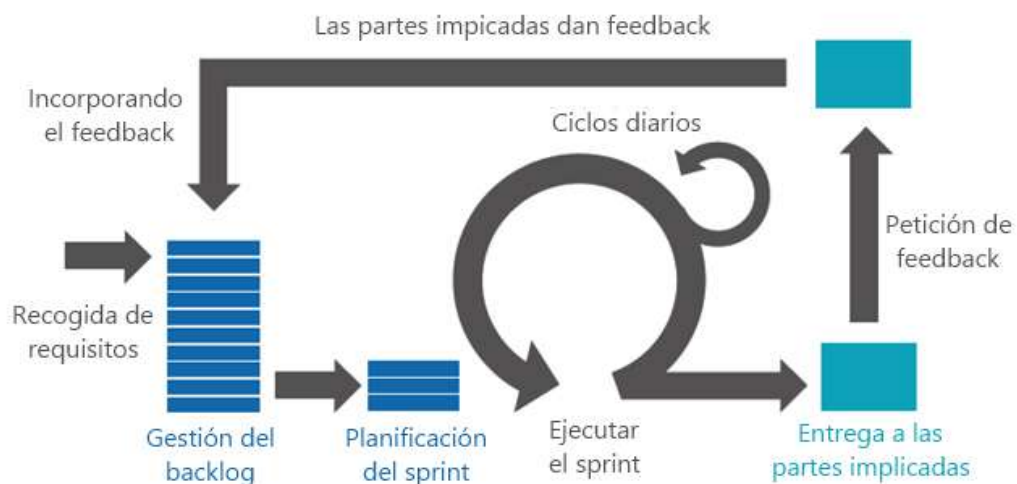 Las partes impicadas dan feedback
Incorporando
el feedback
Ciclos diarios
Petición de
feedback
Recogida de
requisitos
Gestión del
backlog
Planificación
del sprint
Ejecutar
el sprint
Entrega a las
partes implicadas